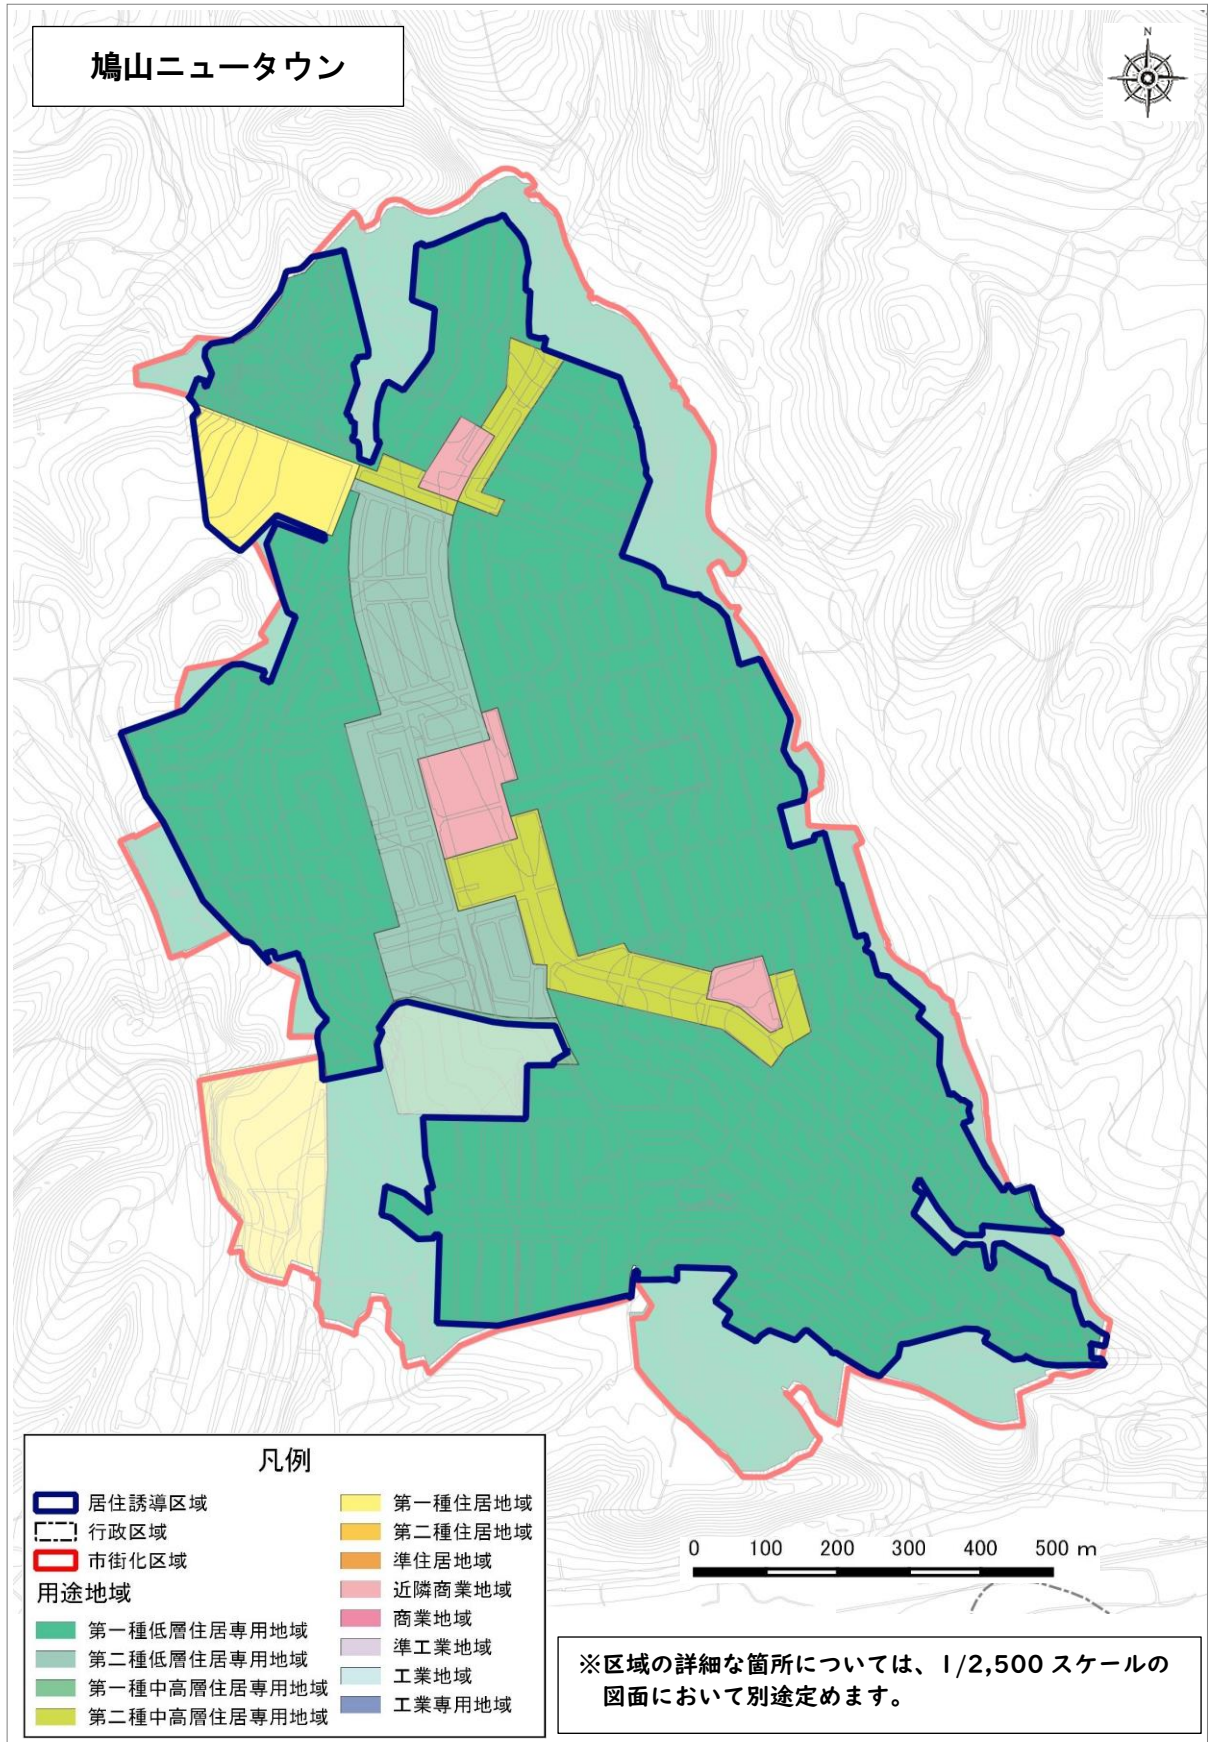 鳩山ニュータウン
N
凡例
居住誘導区域
行政区域
市街化区域
用途地域
第一種低層住居専用地域
第二種低層住居専用地域
第一種中高層住居専用地域
第二種中高層住居専用地域
第一種住居地域
第二種住居地域
準住居地域
近隣商業地域
商業地域
準工業地域
工業地域
工業専用地域
0 100 200 300 400 500 m
※区域の詳細な箇所については、1/2,500 スケールの
図面において別途定めます。